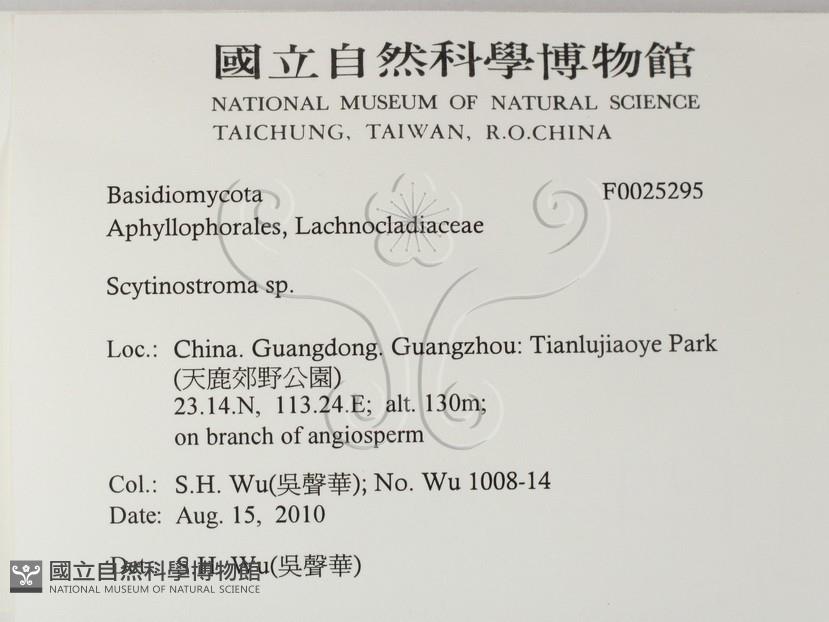 國立自然科學博物館
NATIONAL MUSEUM OF NATURAL SCIENCE
TAICHUNG, TAIWAN, R.O.CHINA
Basidiomycota F0025295
Aphyllophorales, Lachnocladiaceae
Scytinostroma sp.
Loc.: China. Guangdong. Guangzhou: Tianlujiaoye Park
(天鹿郊野公園)
23.14.N, 113.24.E; alt. 130m;
on branch of angiosperm
Col.: S.H. Wu(吳聲華); No. Wu 1008-14
Date: Aug. 15, 2010
Det.: S.H. Wu(吳聲華)
國立自然科學博物館
NATIONAL MUSEUM OF NATURAL SCIENCE